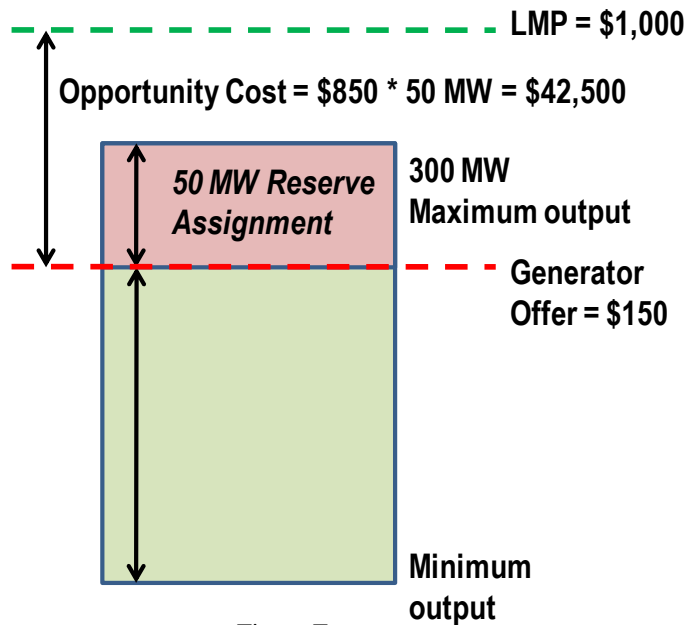 LMP = $1,000
Opportunity Cost = $850 * 50 MW = $42,500
50 MW Reserve
Assignment
300 MW
Maximum output
Generator
Offer = $150
Minimum
output